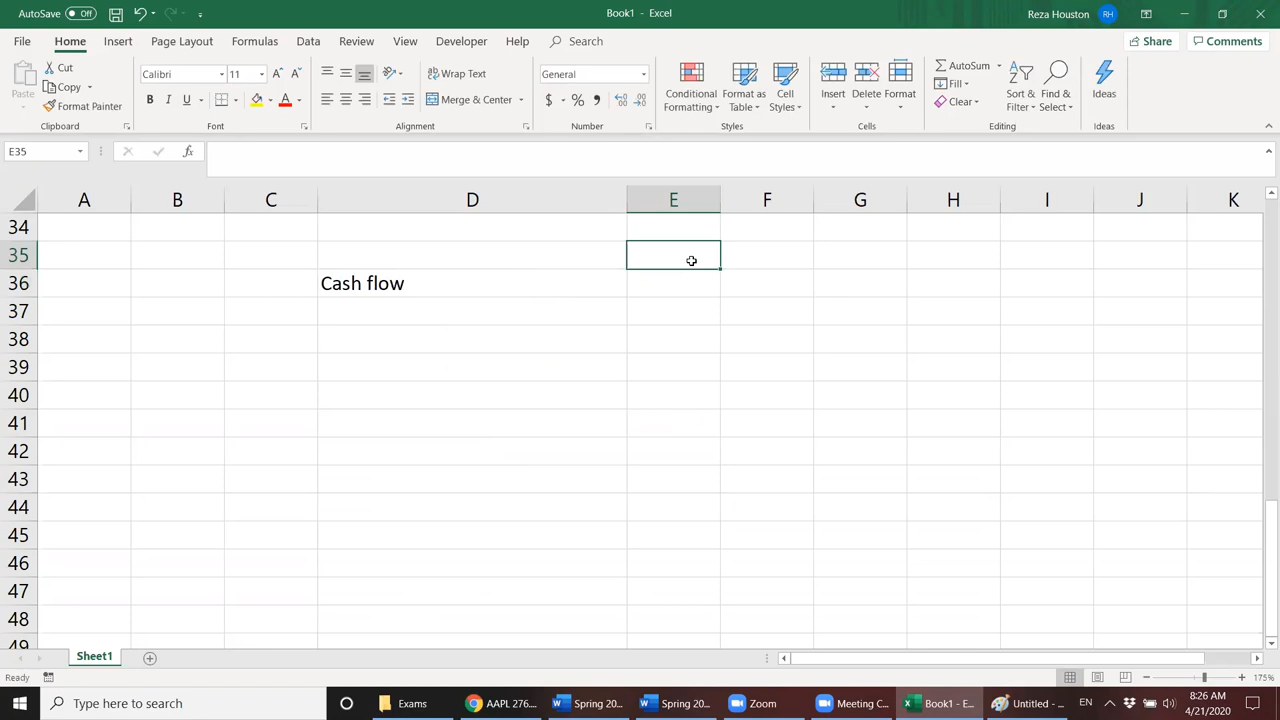 AutoSave Off Book1 - Excel Reza Houston RH
File Home Insert Page Layout Formulas Data Review View Developer Help Search Share Comments
Paste Cut Copy Format Painter Clipboard
Calibri 11 A A B I U A Font
Wrap Text Merge & Center Alignment
General $ % , Number
Conditional Formatting Format as Table Cell Styles Styles
Insert Delete Format Cells
AutoSum Fill Clear Sort & Filter Find & Select Editing
Ideas Ideas
E35 fx
A B C D E F G H I J K
34
35
36 Cash flow
37
38
39
40
41
42
43
44
45
46
47
48
49
Sheet1
Ready 175%
Type here to search Exams AAPL 276.... Spring 20... Spring 20... Zoom Meeting C... Book1 - E... Untitled - ... EN 8:26 AM
4/21/2020